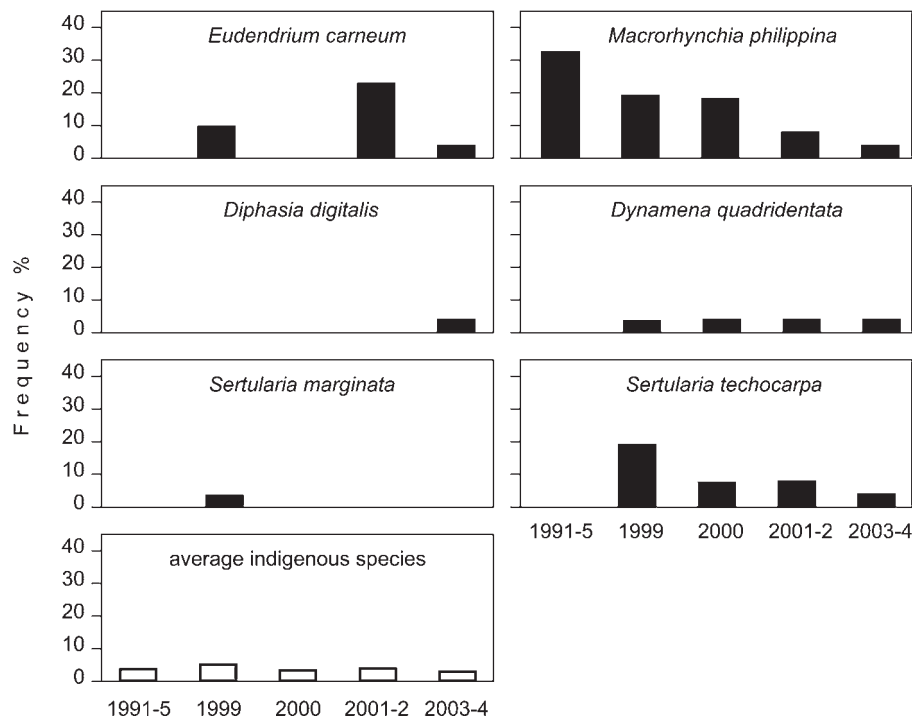 Frequency %
Eudendrium carneum
40
30
20
10
0
Macrorhynchia philippina
Diphasia digitalis
40
30
20
10
0
Dynamena quadridentata
Sertularia marginata
40
30
20
10
0
Sertularia techocarpa
1991-5 1999 2000 2001-2 2003-4
average indigenous species
40
30
20
10
0
1991-5 1999 2000 2001-2 2003-4